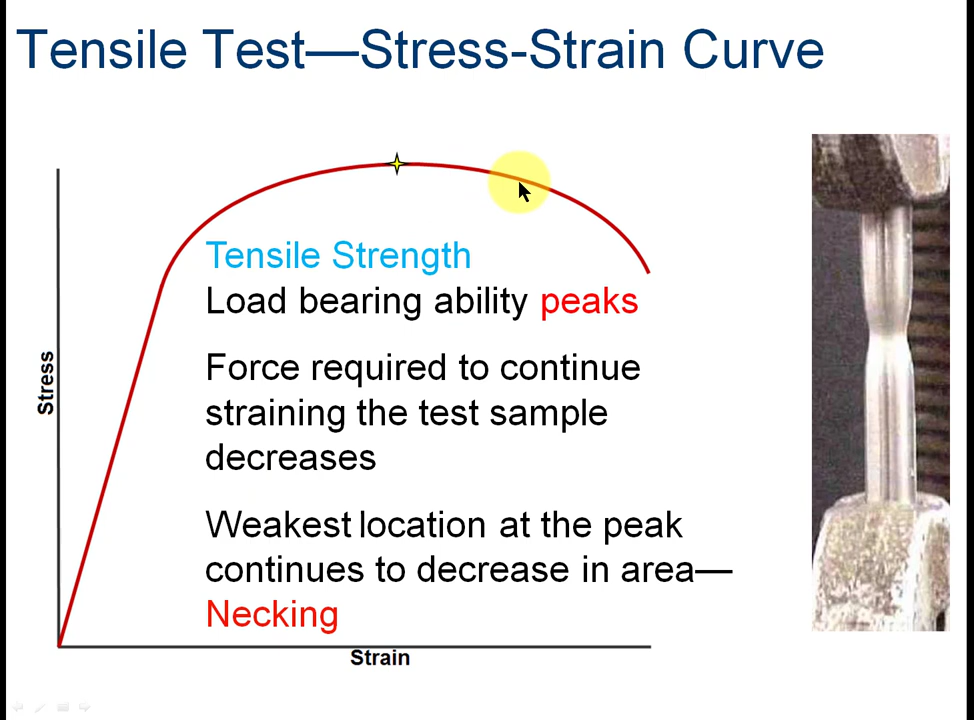 Tensile Test—Stress-Strain Curve
Tensile Strength
Load bearing ability peaks
Force required to continue
straining the test sample
decreases
Weakest location at the peak
continues to decrease in area—
Necking
Stress
Strain